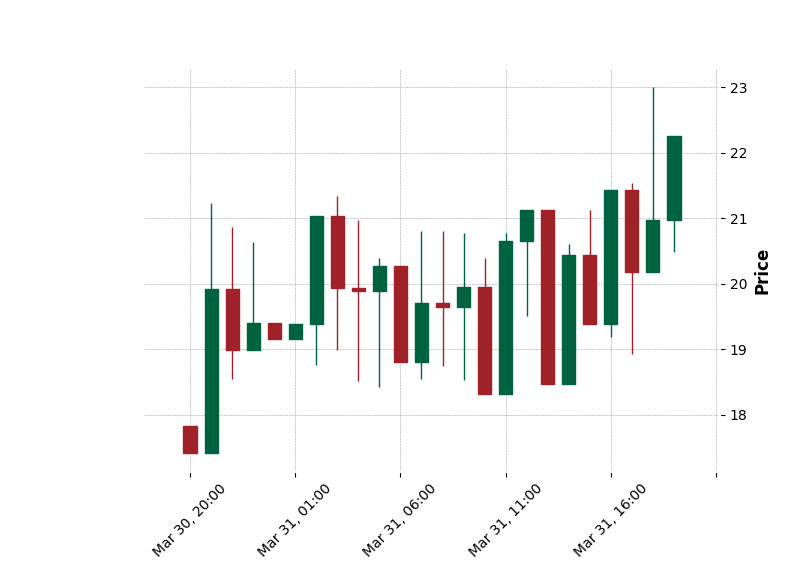 23
22
21
20
19
18
Price
Mar 30, 20:00
Mar 31, 01:00
Mar 31, 06:00
Mar 31, 11:00
Mar 31, 16:00